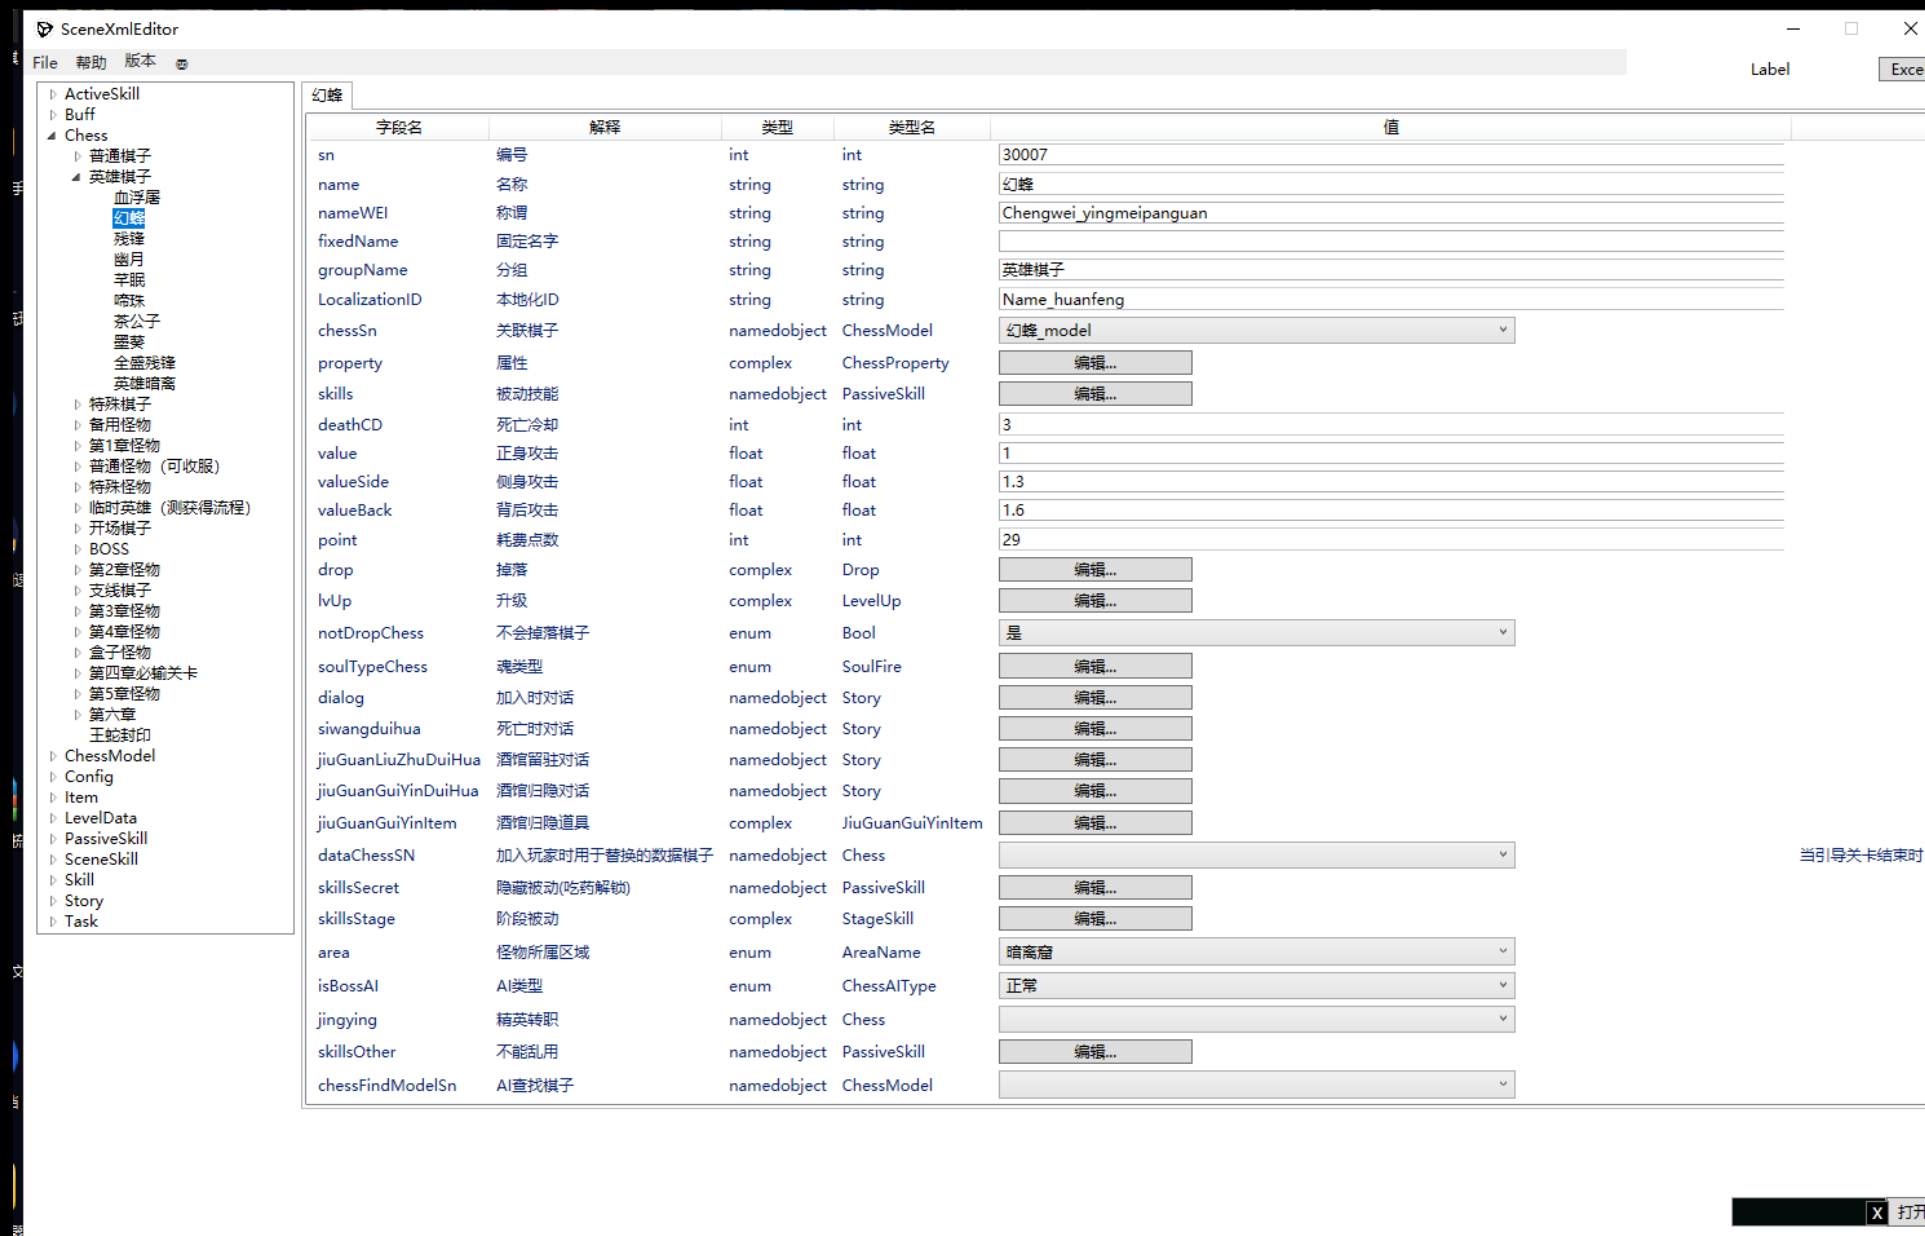 SceneXmlEditor
File 帮助 版本
Label Exce
ActiveSkill
Buff
Chess
普通棋子
英雄棋子
血浮屠
幻蜂
残锋
幽月
芊眠
啼珠
茶公子
墨葵
全盛残锋
英雄暗离
特殊棋子
备用怪物
第1章怪物
普通怪物（可收服）
特殊怪物
临时英雄（测获得流程）
开场棋子
BOSS
第2章怪物
支线棋子
第3章怪物
第4章怪物
盒子怪物
第四章必输关卡
第5章怪物
第六章
王蛇封印
ChessModel
Config
Item
LevelData
PassiveSkill
SceneSkill
Skill
Story
Task
幻蜂
字段名 解释 类型 类型名 值
sn 编号 int int 30007
name 名称 string string 幻蜂
nameWEI 称谓 string string Chengwei_yingmeipanguan
fixedName 固定名字 string string
groupName 分组 string string 英雄棋子
LocalizationID 本地化ID string string Name_huanfeng
chessSn 关联棋子 namedobject ChessModel 幻蜂_model
property 属性 complex ChessProperty 编辑...
skills 被动技能 namedobject PassiveSkill 编辑...
deathCD 死亡冷却 int int 3
value 正身攻击 float float 1
valueSide 侧身攻击 float float 1.3
valueBack 背后攻击 float float 1.6
point 耗费点数 int int 29
drop 掉落 complex Drop 编辑...
lvUp 升级 complex LevelUp 编辑...
notDropChess 不会掉落棋子 enum Bool 是
soulTypeChess 魂类型 enum SoulFire 编辑...
dialog 加入时对话 namedobject Story 编辑...
siwangduihua 死亡时对话 namedobject Story 编辑...
jiuGuanLiuZhuDuiHua 酒馆留驻对话 namedobject Story 编辑...
jiuGuanGuiYinDuiHua 酒馆归隐对话 namedobject Story 编辑...
jiuGuanGuiYinItem 酒馆归隐道具 complex JiuGuanGuiYinItem 编辑...
dataChessSN 加入玩家时用于替换的数据棋子 namedobject Chess 当引导关卡结束时
skillsSecret 隐藏被动(吃药解锁) namedobject PassiveSkill 编辑...
skillsStage 阶段被动 complex StageSkill 编辑...
area 怪物所属区域 enum AreaName 暗离窟
isBossAI AI类型 enum ChessAIType 正常
jingying 精英转职 namedobject Chess
skillsOther 不能乱用 namedobject PassiveSkill 编辑...
chessFindModelSn AI查找棋子 namedobject ChessModel
X 打开